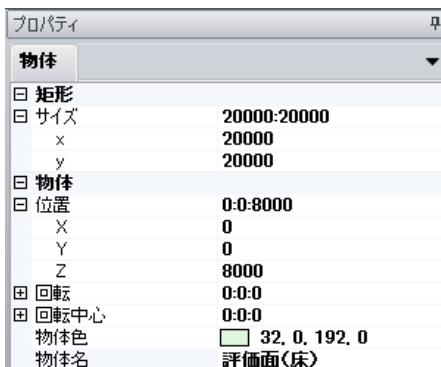 プロパティ
物体
矩形
サイズ 20000:20000
x 20000
y 20000
物体
位置 0:0:8000
X 0
Y 0
Z 8000
回転 0:0:0
回転中心 0:0:0
物体色 32, 0, 192, 0
物体名 評価面(床)